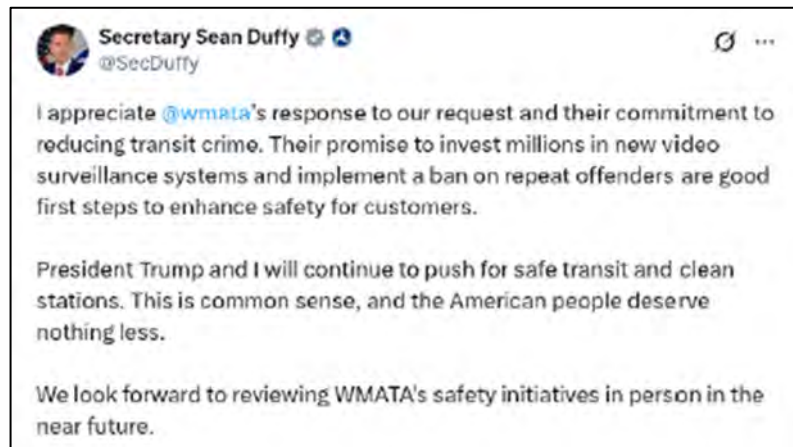 Secretary Sean Duffy
@SecDuffy
I appreciate @wmata's response to our request and their commitment to
reducing transit crime. Their promise to invest millions in new video
surveillance systems and implement a ban on repeat offenders are good
first steps to enhance safety for customers.
President Trump and I will continue to push for safe transit and clean
stations. This is common sense, and the American people deserve
nothing less.
We look forward to reviewing WMATA's safety initiatives in person in the
near future.